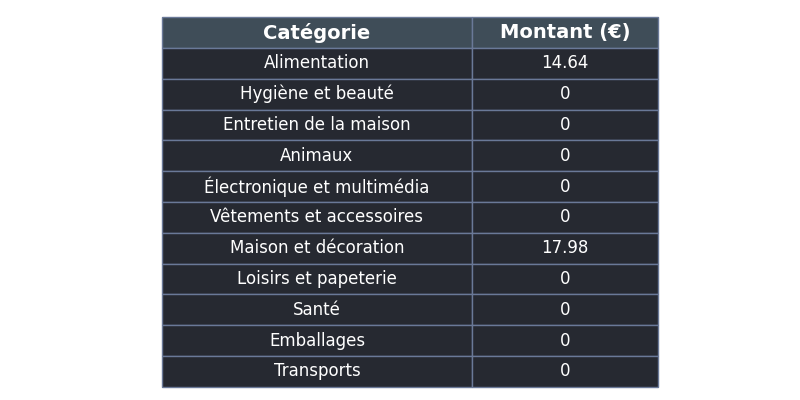 Catégorie Montant (€)
Alimentation 14.64
Hygiène et beauté 0
Entretien de la maison 0
Animaux 0
Électronique et multimédia 0
Vêtements et accessoires 0
Maison et décoration 17.98
Loisirs et papeterie 0
Santé 0
Emballages 0
Transports 0